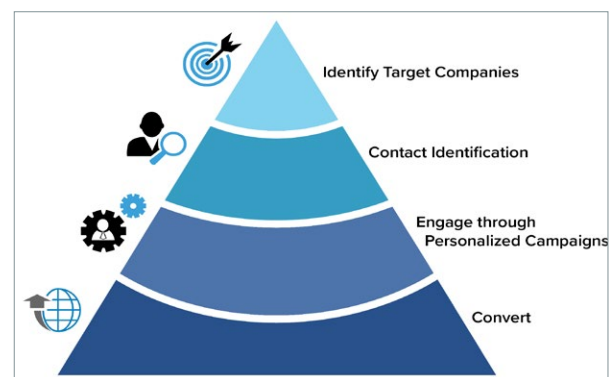 Identify Target Companies
Contact Identification
Engage through
Personalized Campaigns
Convert